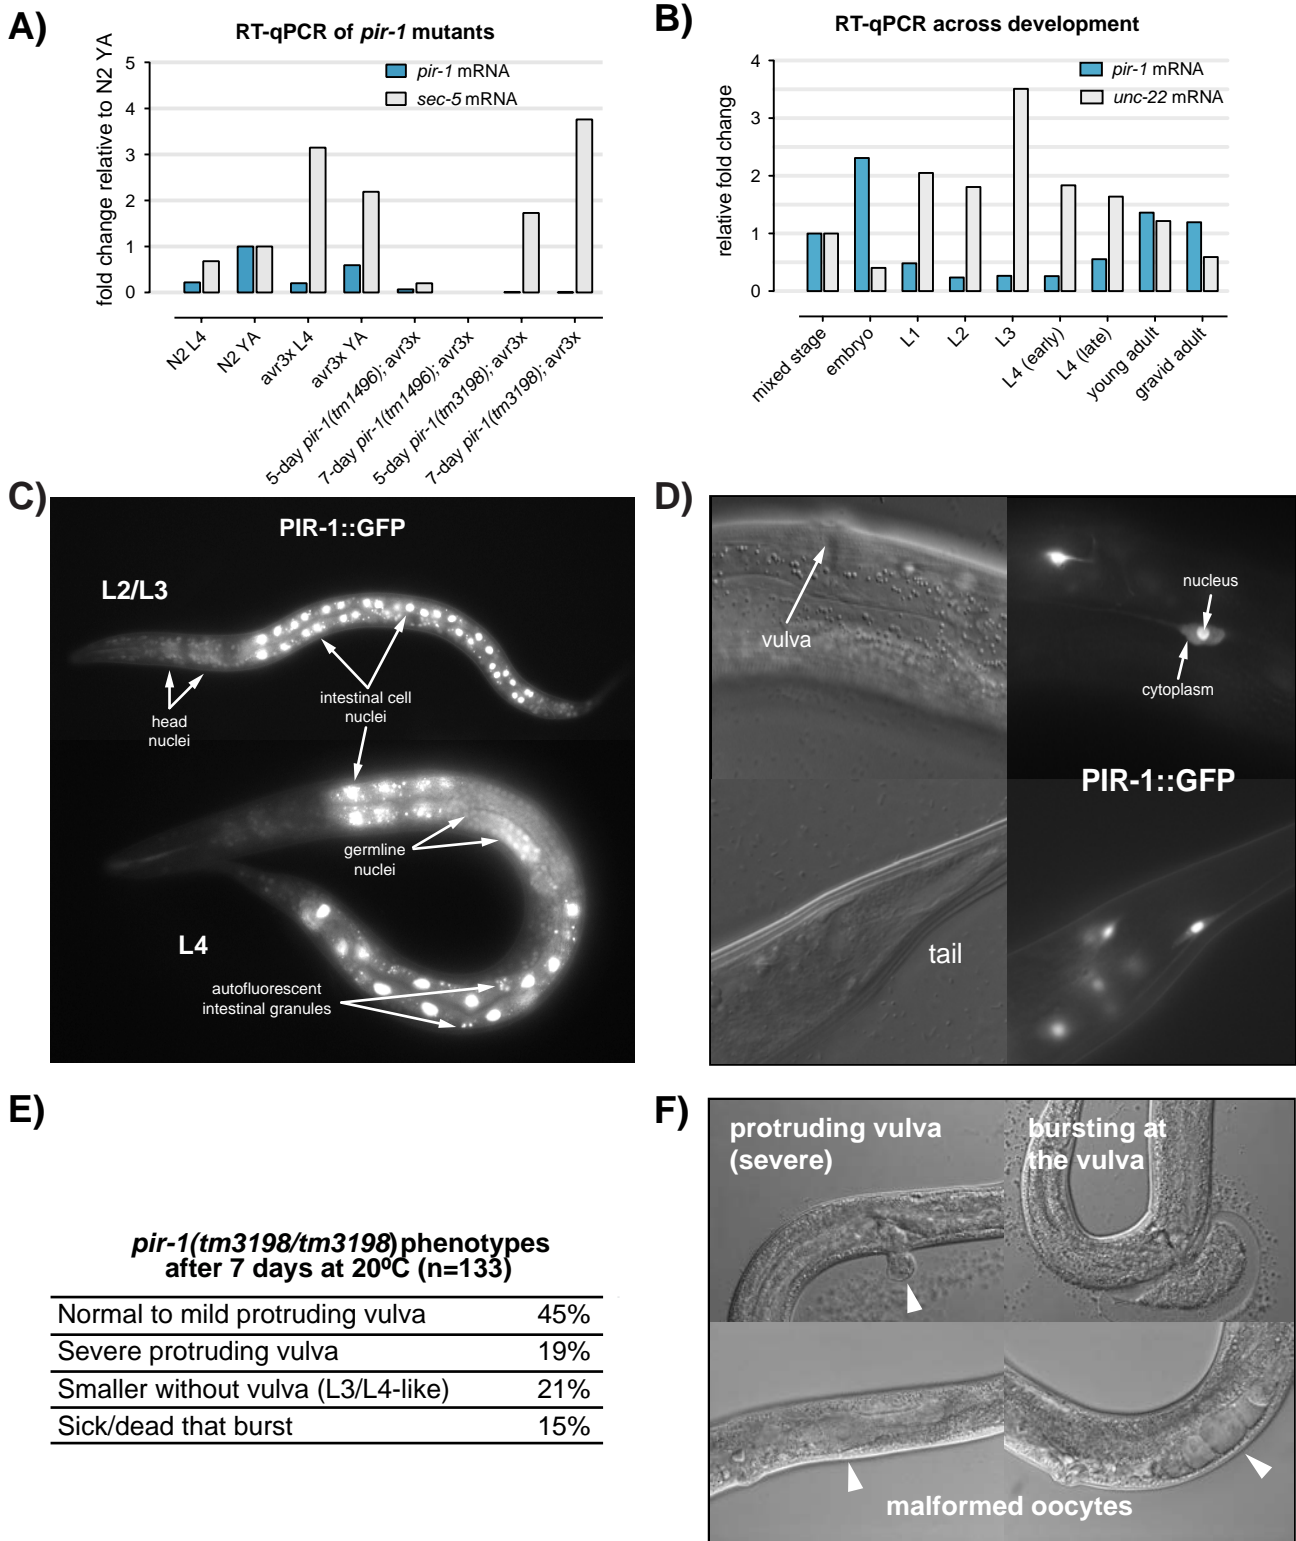 A)
RT-qPCR of pir-1 mutants
fold change relative to N2 YA
pir-1 mRNA
sec-5 mRNA
5
4
3
2
1
0
N2 L4
N2 YA
avr3x L4
avr3x YA
5-day pir-1(tm1496); avr3x
7-day pir-1(tm1496); avr3x
5-day pir-1(tm3198); avr3x
7-day pir-1(tm3198); avr3x
B)
RT-qPCR across development
relative fold change
pir-1 mRNA
unc-22 mRNA
4
3
2
1
0
mixed stage
embryo
L1
L2
L3
L4 (early)
L4 (late)
young adult
gravid adult
C)
PIR-1::GFP
L2/L3
head
nuclei
intestinal cell
nuclei
germline
nuclei
L4
autofluorescent
intestinal granules
D)
vulva
nucleus
cytoplasm
PIR-1::GFP
tail
E)
pir-1(tm3198/tm3198) phenotypes
after 7 days at 20ºC (n=133)
Normal to mild protruding vulva 45%
Severe protruding vulva 19%
Smaller without vulva (L3/L4-like) 21%
Sick/dead that burst 15%
F)
protruding vulva
(severe)
bursting at
the vulva
malformed oocytes